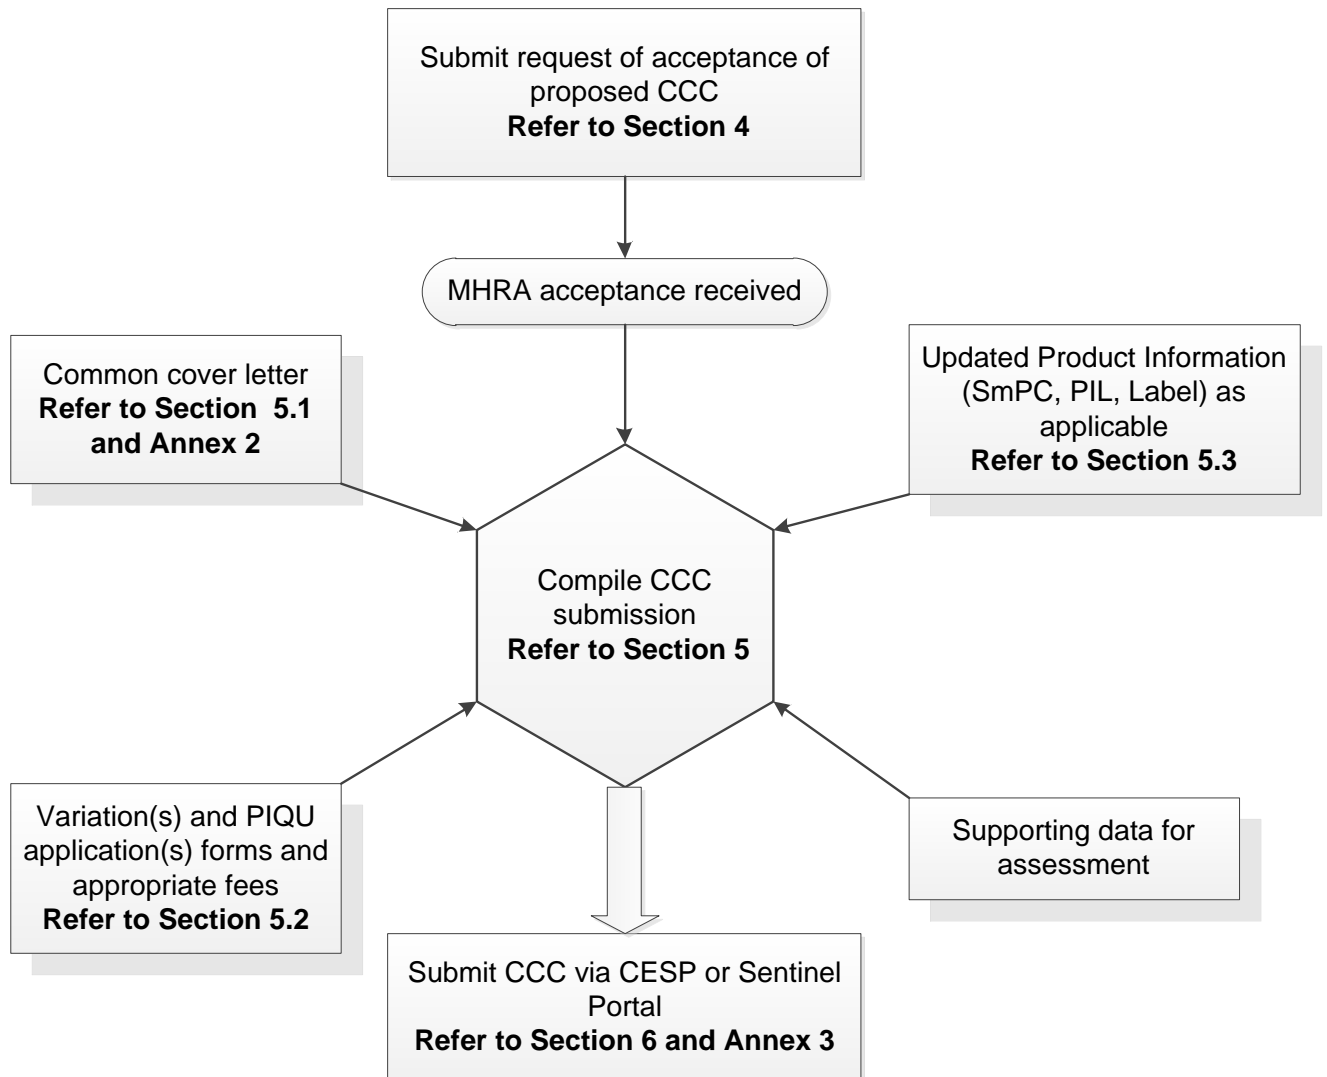 Submit request of acceptance of
proposed CCC
Refer to Section 4
MHRA acceptance received
Common cover letter
Refer to Section 5.1
and Annex 2
Updated Product Information
(SmPC, PIL, Label) as
applicable
Refer to Section 5.3
Compile CCC
submission
Refer to Section 5
Variation(s) and PIQU
application(s) forms and
appropriate fees
Refer to Section 5.2
Supporting data for
assessment
Submit CCC via CESP or Sentinel
Portal
Refer to Section 6 and Annex 3